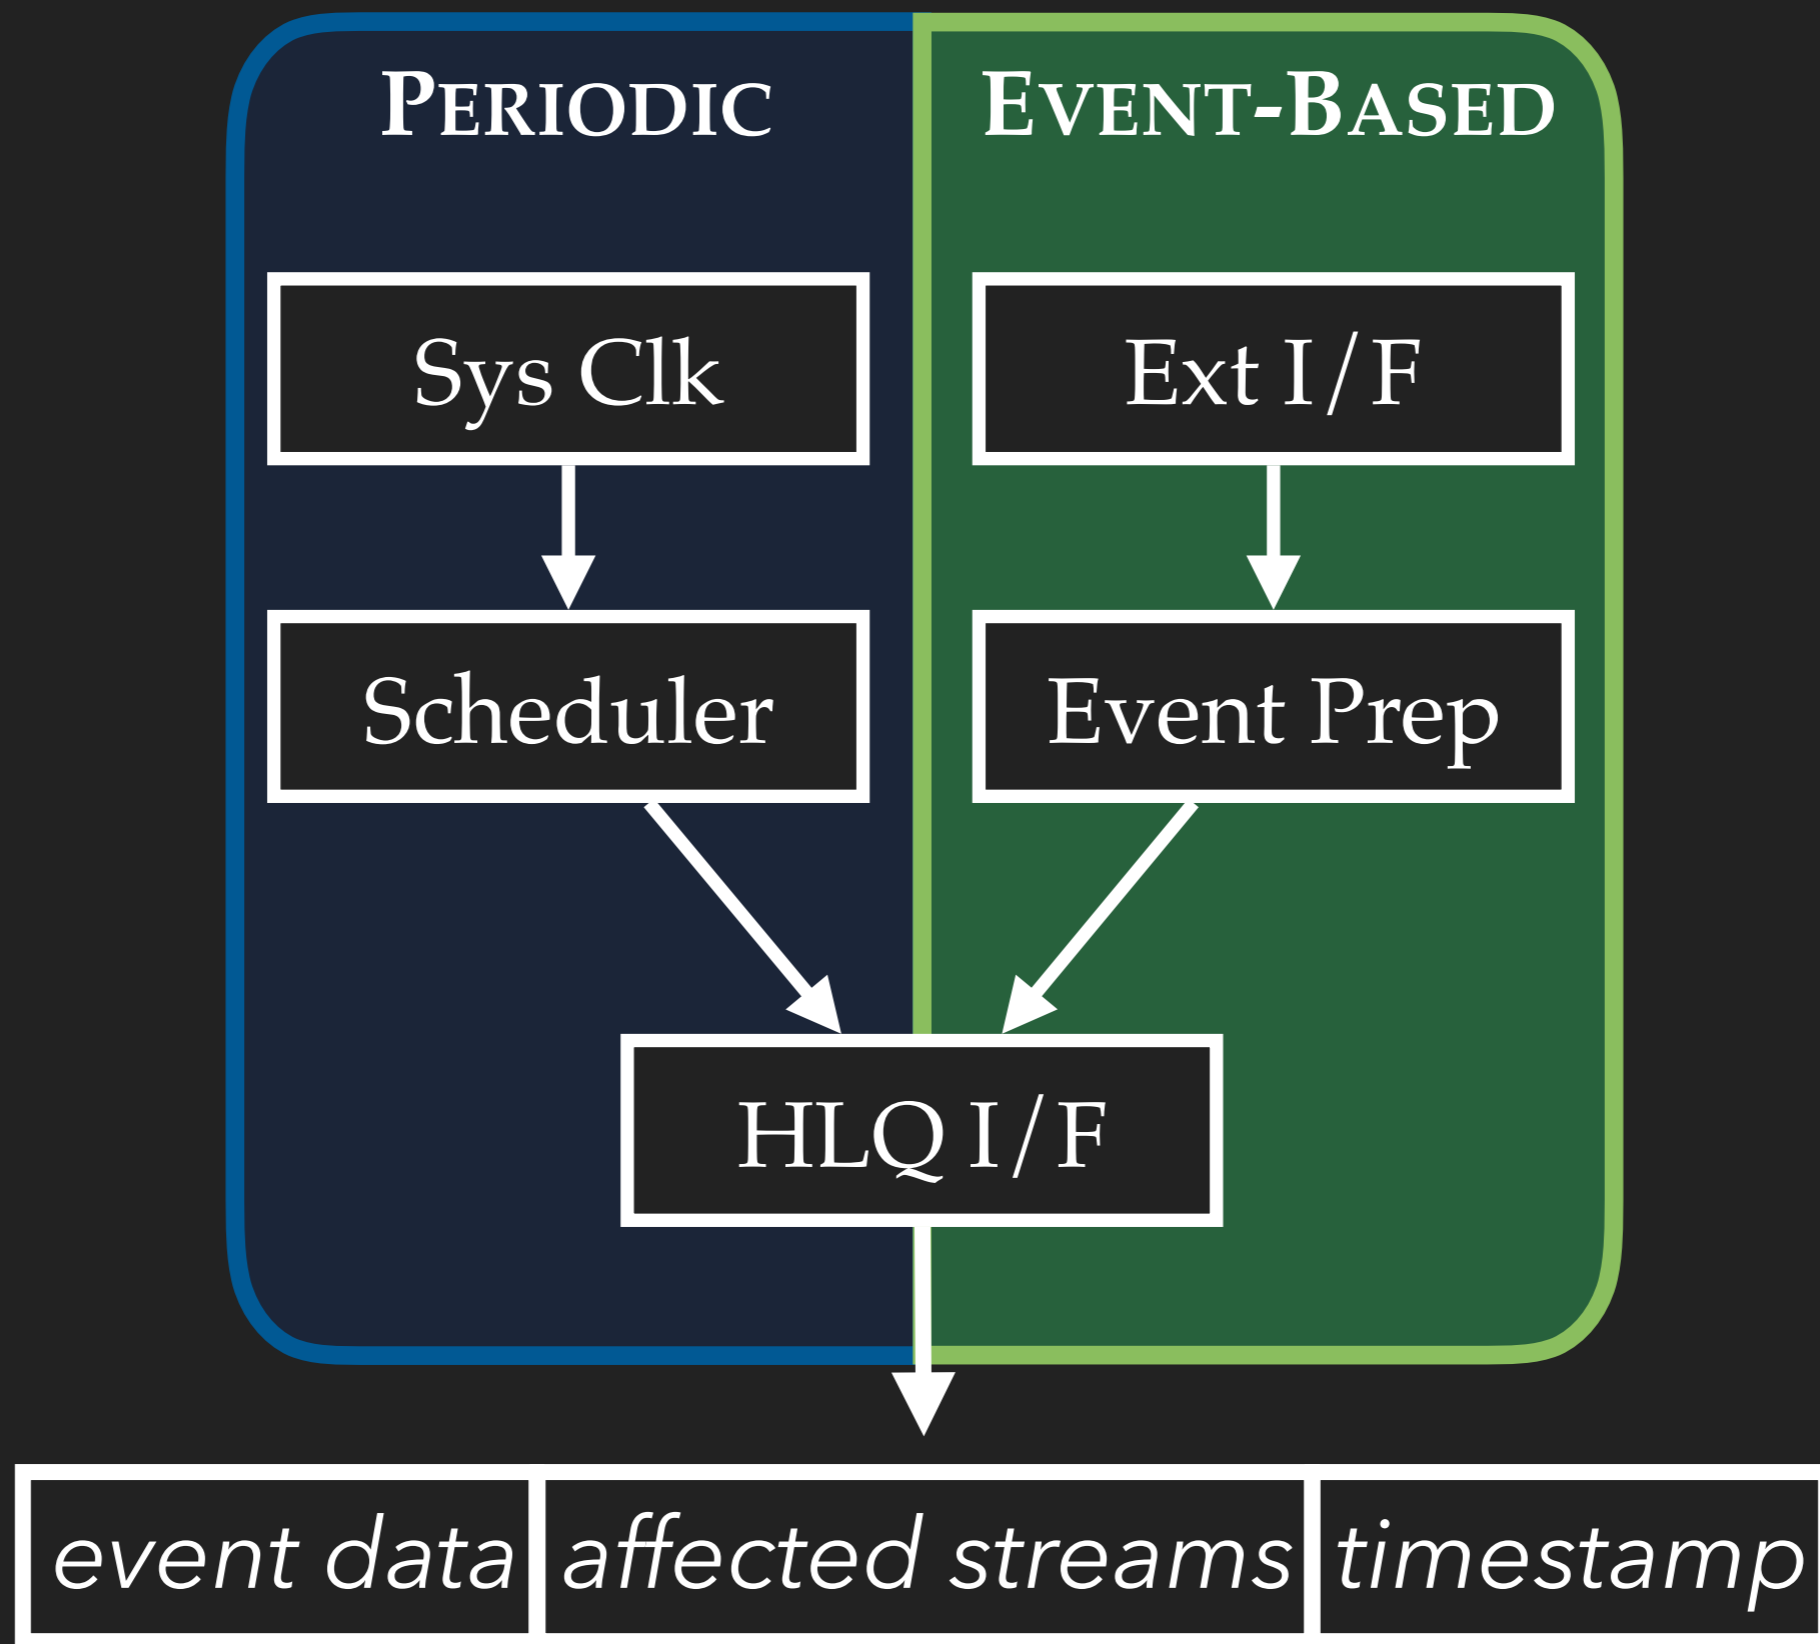 PERIODIC
EVENT-BASED
Sys Clk
Ext I/F
Scheduler
Event Prep
HLQ I/F
event data
affected streams
timestamp